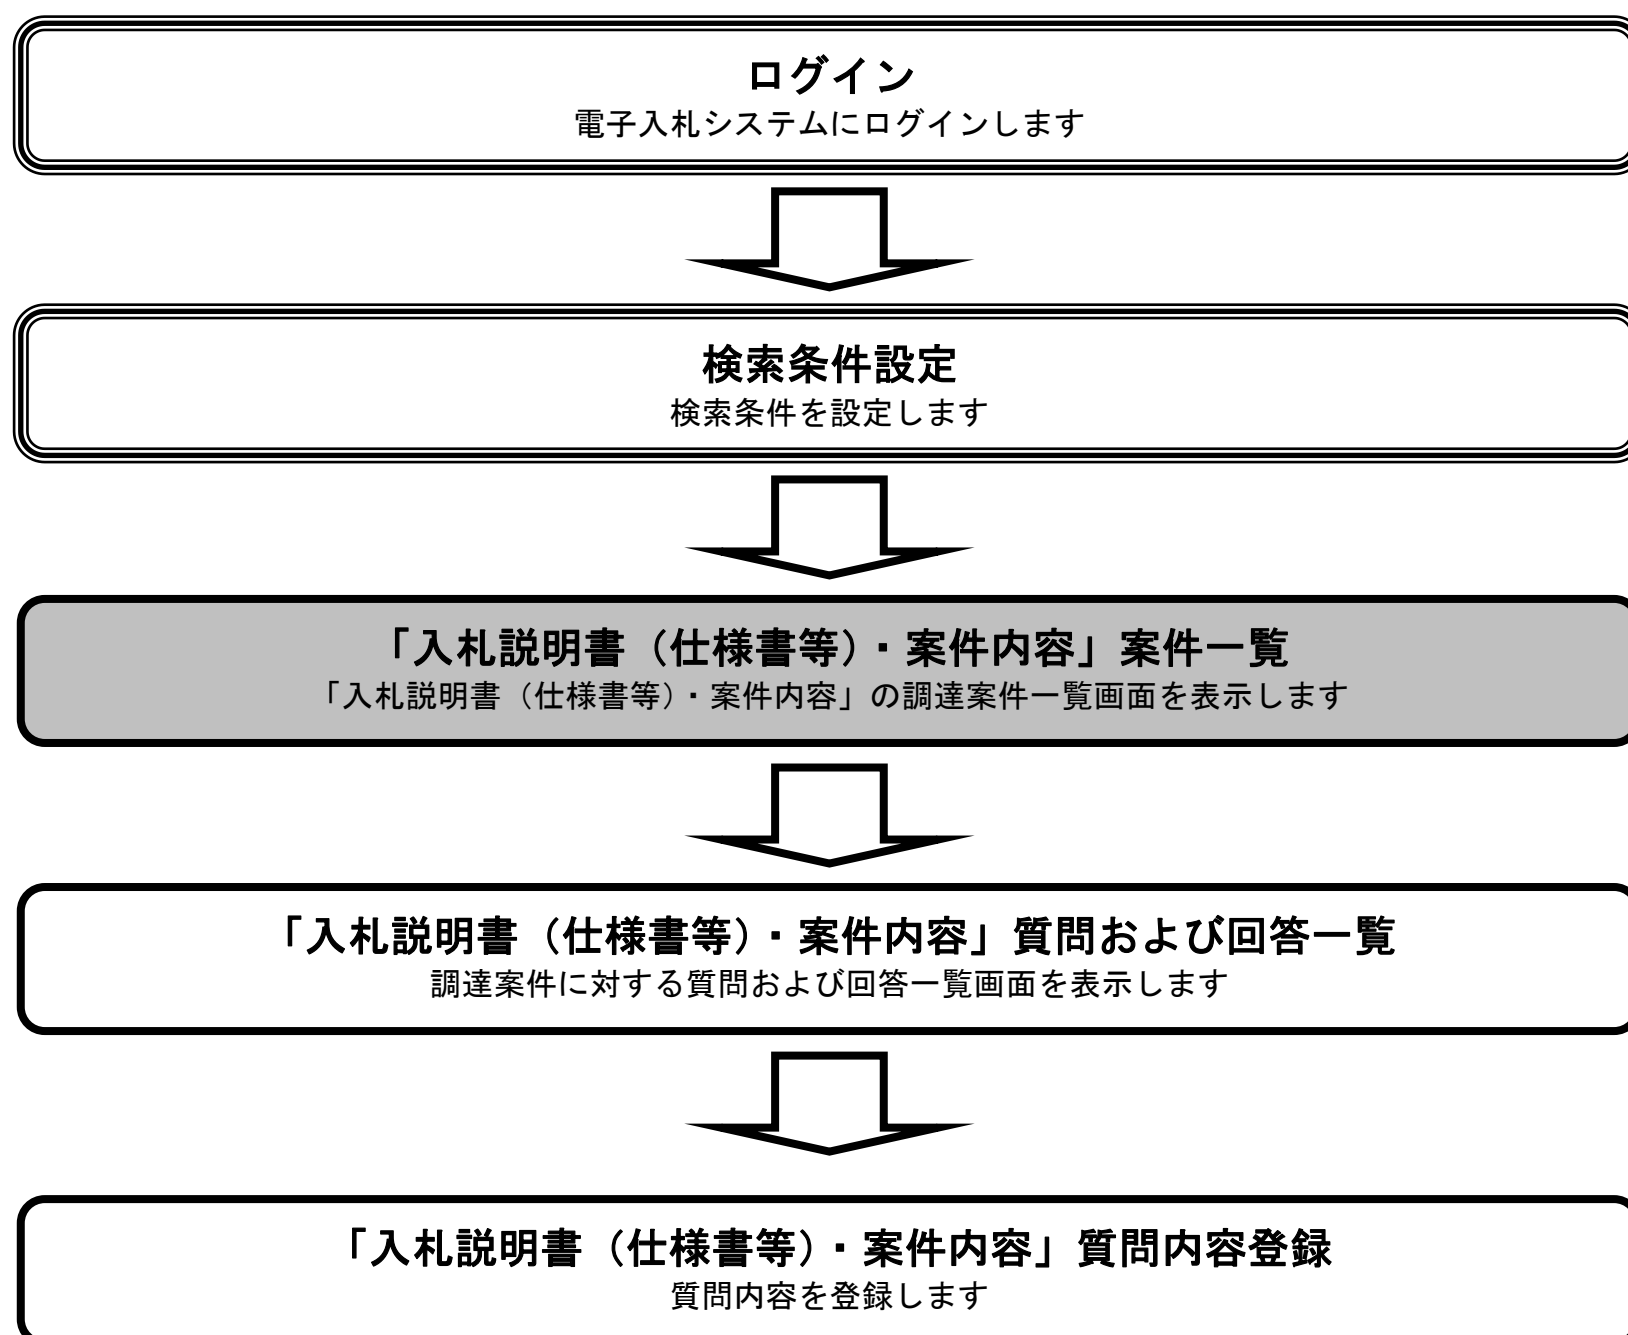 ログイン
電子入札システムにログインします
検索条件設定
検索条件を設定します
「入札説明書（仕様書等）・案件内容」案件一覧
「入札説明書（仕様書等）・案件内容」の調達案件一覧画面を表示します
「入札説明書（仕様書等）・案件内容」質問および回答一覧
調達案件に対する質問および回答一覧画面を表示します
「入札説明書（仕様書等）・案件内容」質問内容登録
質問内容を登録します